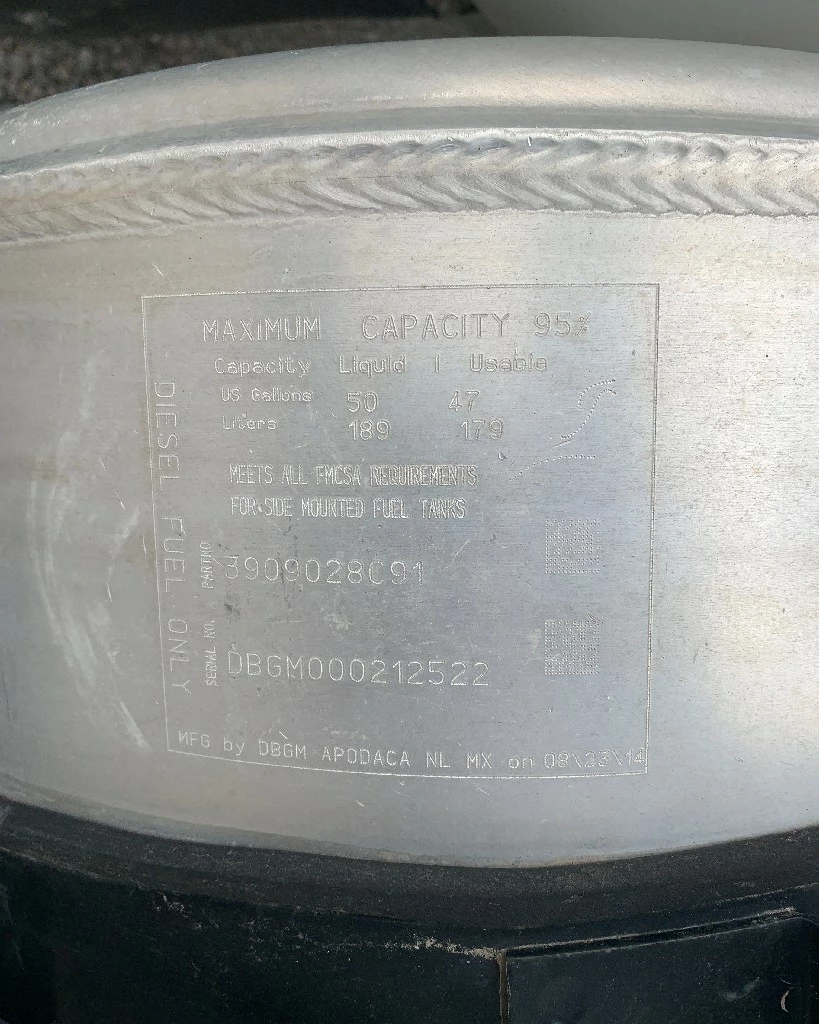 MAXIMUM CAPACITY 95%
Capacity Liquid | Usable
US Gallons 50 47
Liters 189 179
MEETS ALL FMCSA REQUIREMENTS
FOR SIDE MOUNTED FUEL TANKS
PARTNO 3909028C91
SERIAL NO. DBGM000212522
DIESEL FUEL ONLY
MFG by DBGM APODACA NL MX on 08\23\14